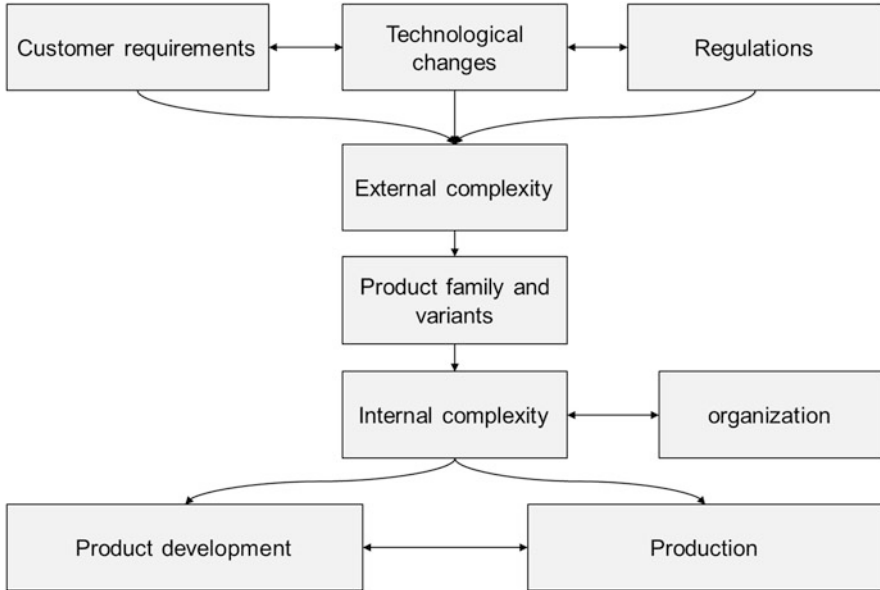 Customer requirements
Technological
changes
Regulations
External complexity
Product family and
variants
Internal complexity
organization
Product development
Production